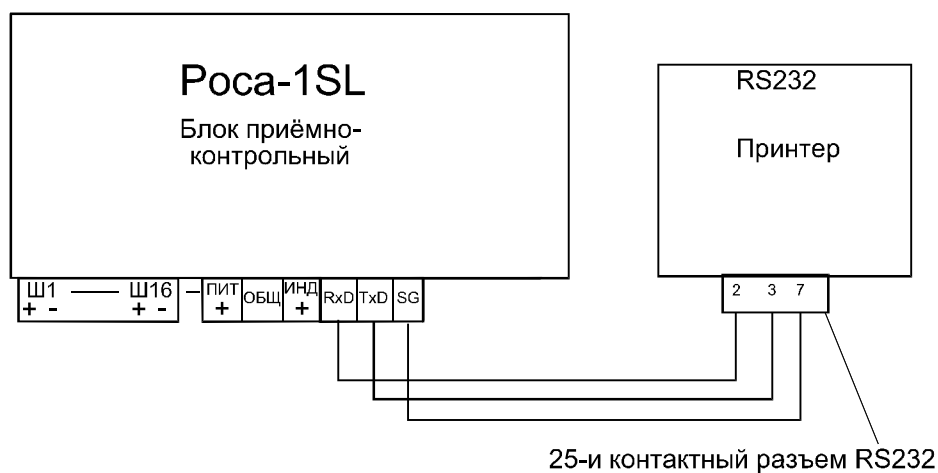 Роса-1SL
Блок приёмно-
контрольный
RS232
Принтер
Ш1 Ш16
+ - + -
ПИТ
+
ОБЩ
ИНД
+
RxD
TxD
SG
2 3 7
25-и контактный разъем RS232